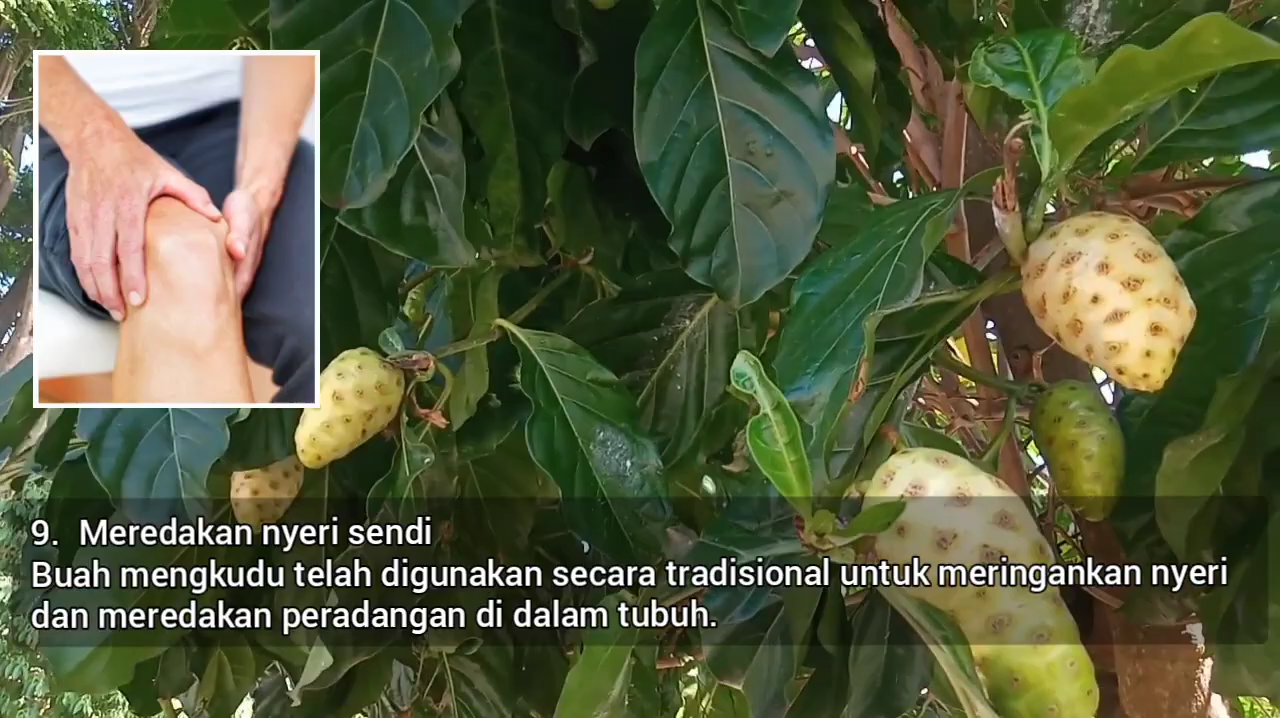 9. Meredakan nyeri sendi
Buah mengkudu telah digunakan secara tradisional untuk meringankan nyeri
dan meredakan peradangan di dalam tubuh.